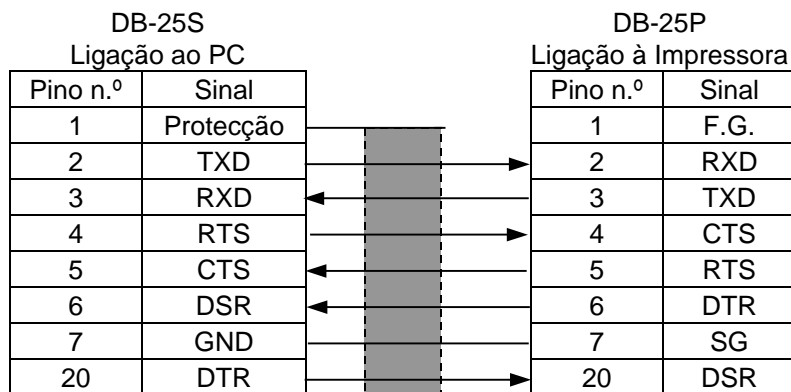 DB-25S DB-25P
Ligação ao PC Ligação à Impressora
Pino n.º Sinal Pino n.º Sinal
1 Protecção 1 F.G.
2 TXD 2 RXD
3 RXD 3 TXD
4 RTS 4 CTS
5 CTS 5 RTS
6 DSR 6 DTR
7 GND 7 SG
20 DTR 20 DSR